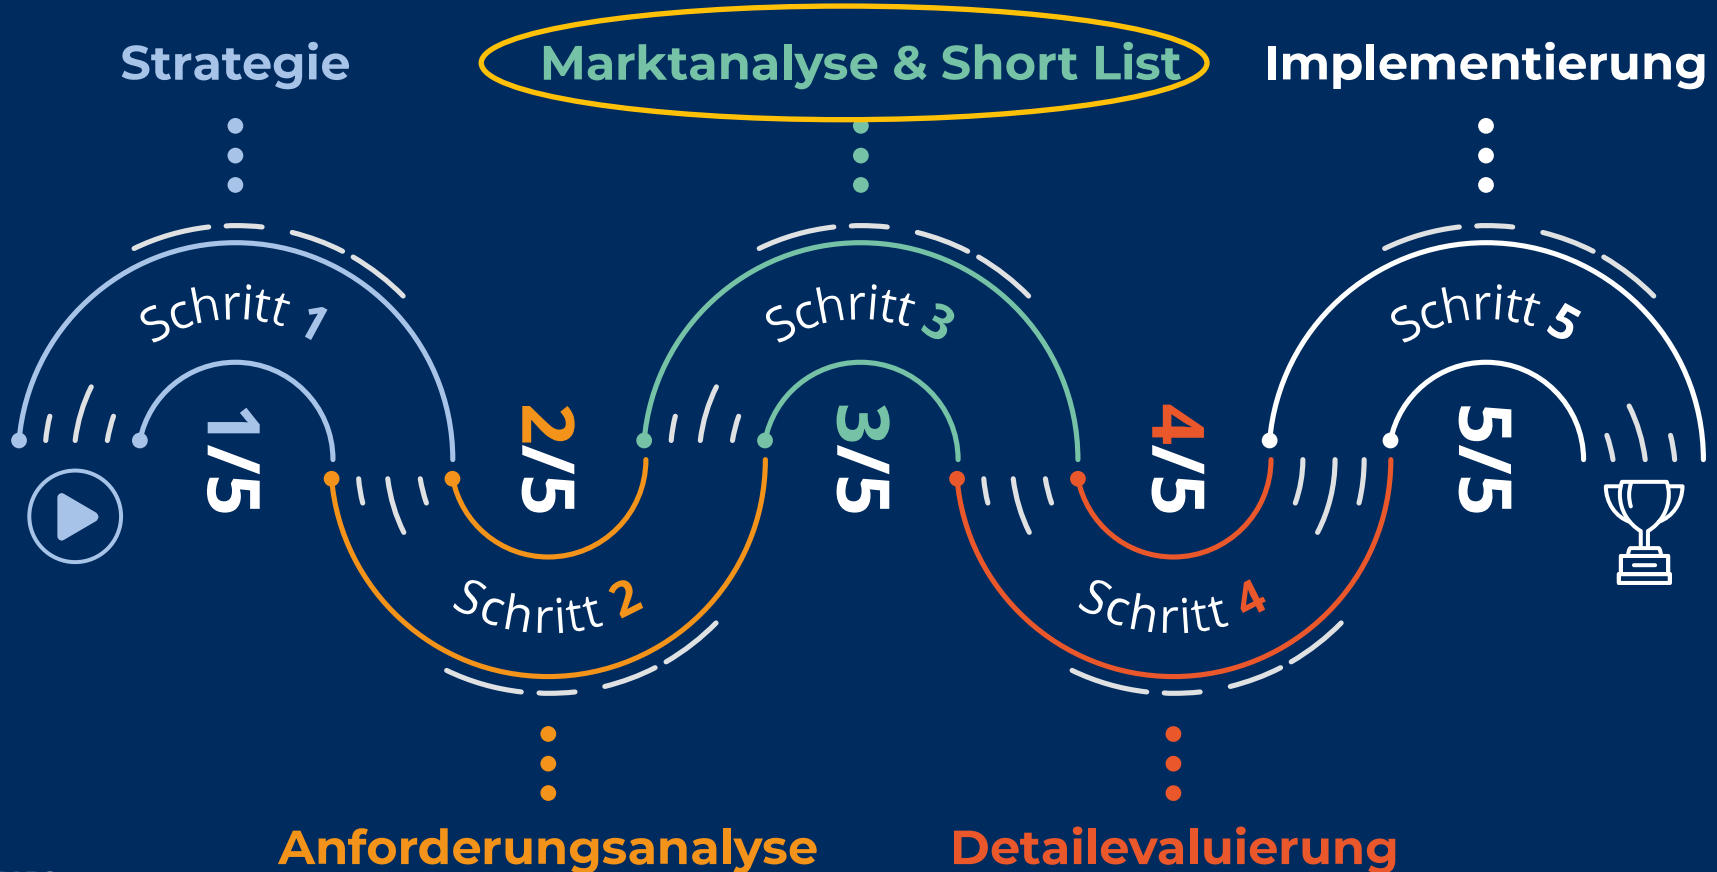 Strategie
Marktanalyse & Short List
Implementierung
Schritt 1
Schritt 3
Schritt 5
1/5
2/5
3/5
4/5
5/5
Schritt 2
Schritt 4
Anforderungsanalyse
Detailevaluierung